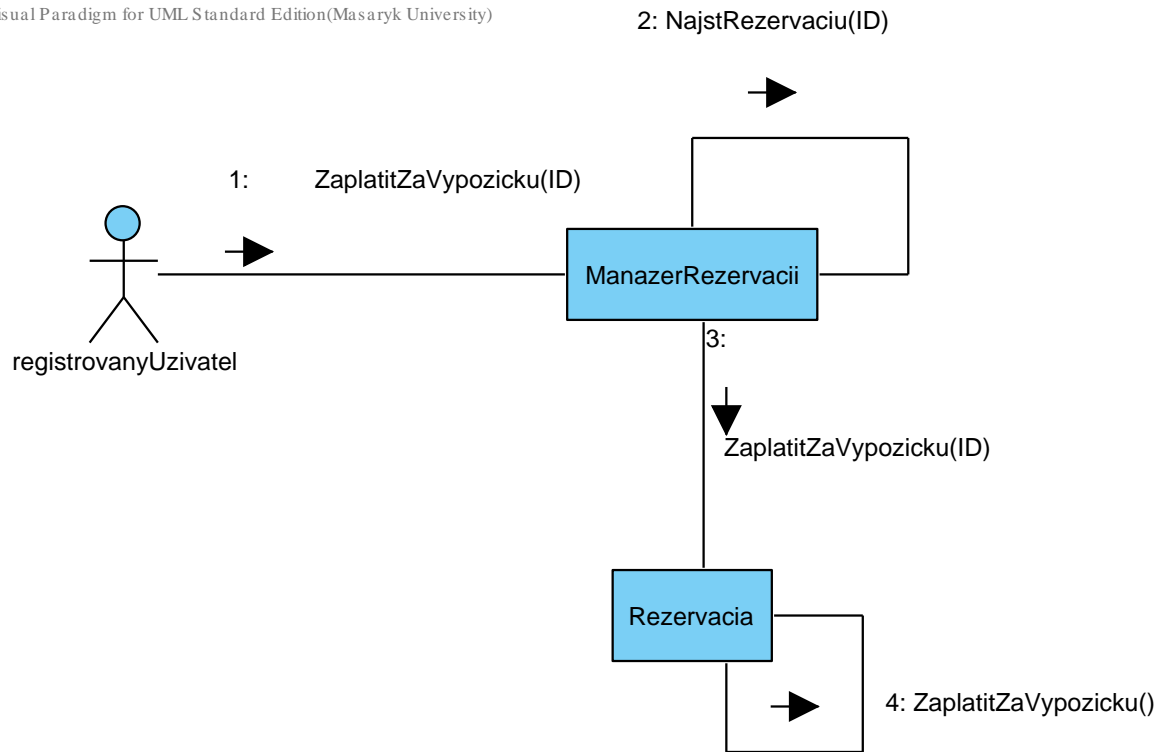 isual Paradigm for UML Standard Edition(Masaryk University)
2: NajstRezervaciu(ID)
1: ZaplatitZaVypozicku(ID)
ManazerRezervacii
registrovanyUzivatel
3:
ZaplatitZaVypozicku(ID)
Rezervacia
4: ZaplatitZaVypozicku()